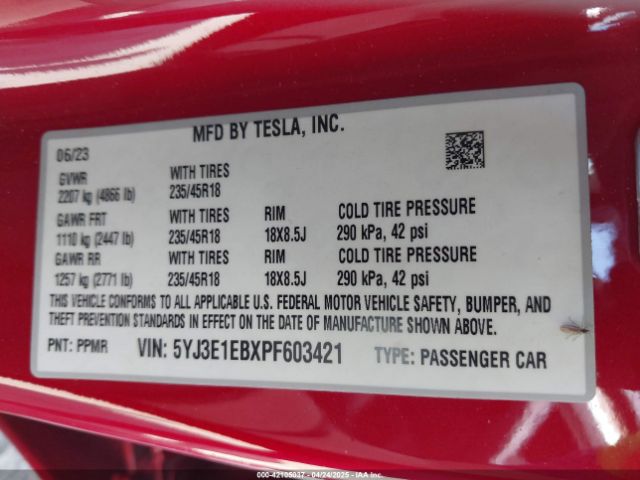 MFD BY TESLA, INC.
06/23
GVWR WITH TIRES
2207 kg (4866 lb) 235/45R18
GAWR FRT WITH TIRES RIM COLD TIRE PRESSURE
1110 kg (2447 lb) 235/45R18 18X8.5J 290 kPa, 42 psi
GAWR RR WITH TIRES RIM COLD TIRE PRESSURE
1257 kg (2771 lb) 235/45R18 18X8.5J 290 kPa, 42 psi
THIS VEHICLE CONFORMS TO ALL APPLICABLE U.S. FEDERAL MOTOR VEHICLE SAFETY, BUMPER, AND
THEFT PREVENTION STANDARDS IN EFFECT ON THE DATE OF MANUFACTURE SHOWN ABOVE.
PNT: PPMR VIN: 5YJ3E1EBXPF603421 TYPE: PASSENGER CAR
000-42105037 - 04/24/2025 - IAA Inc.